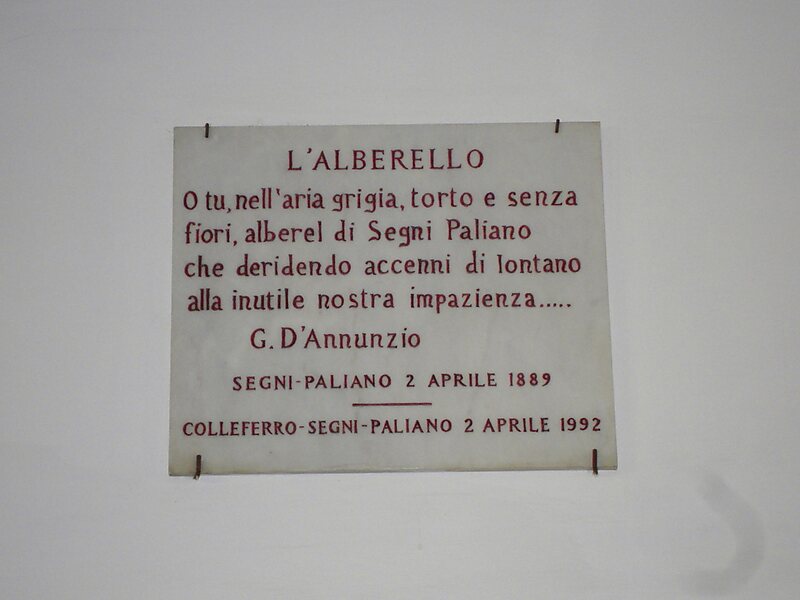 L'ALBERELLO
O tu, nell'aria grigia, torto e senza
fiori, alberel di Segni Paliano
che deridendo accenni di lontano
alla inutile nostra impazienza.....
G. D'Annunzio
SEGNI-PALIANO 2 APRILE 1889
COLLEFERRO-SEGNI-PALIANO 2 APRILE 1992